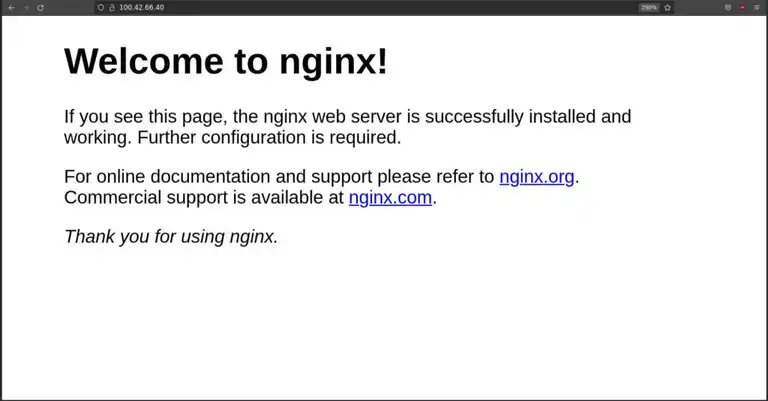 100.42.66.40
290%
Welcome to nginx!
If you see this page, the nginx web server is successfully installed and
working. Further configuration is required.
For online documentation and support please refer to nginx.org.
Commercial support is available at nginx.com.
Thank you for using nginx.